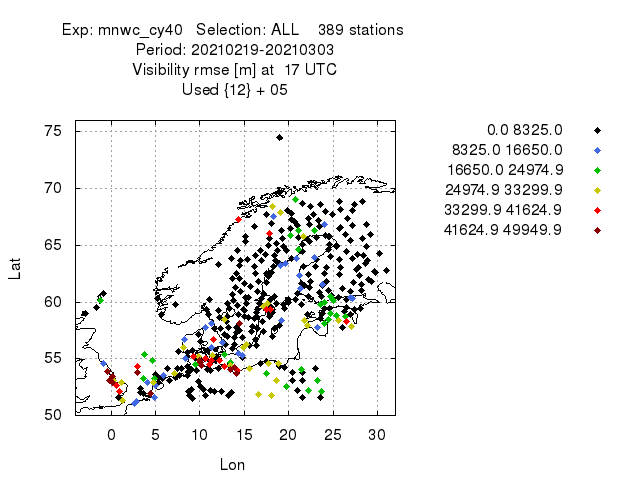 Exp: mnwc_cy40   Selection: ALL    389 stations
Period: 20210219-20210303
Visibility rmse [m] at  17 UTC
Used {12} + 05
0.0 8325.0
8325.0 16650.0
16650.0 24974.9
24974.9 33299.9
33299.9 41624.9
41624.9 49949.9
75
70
65
60
55
50
Lat
0 5 10 15 20 25 30
Lon